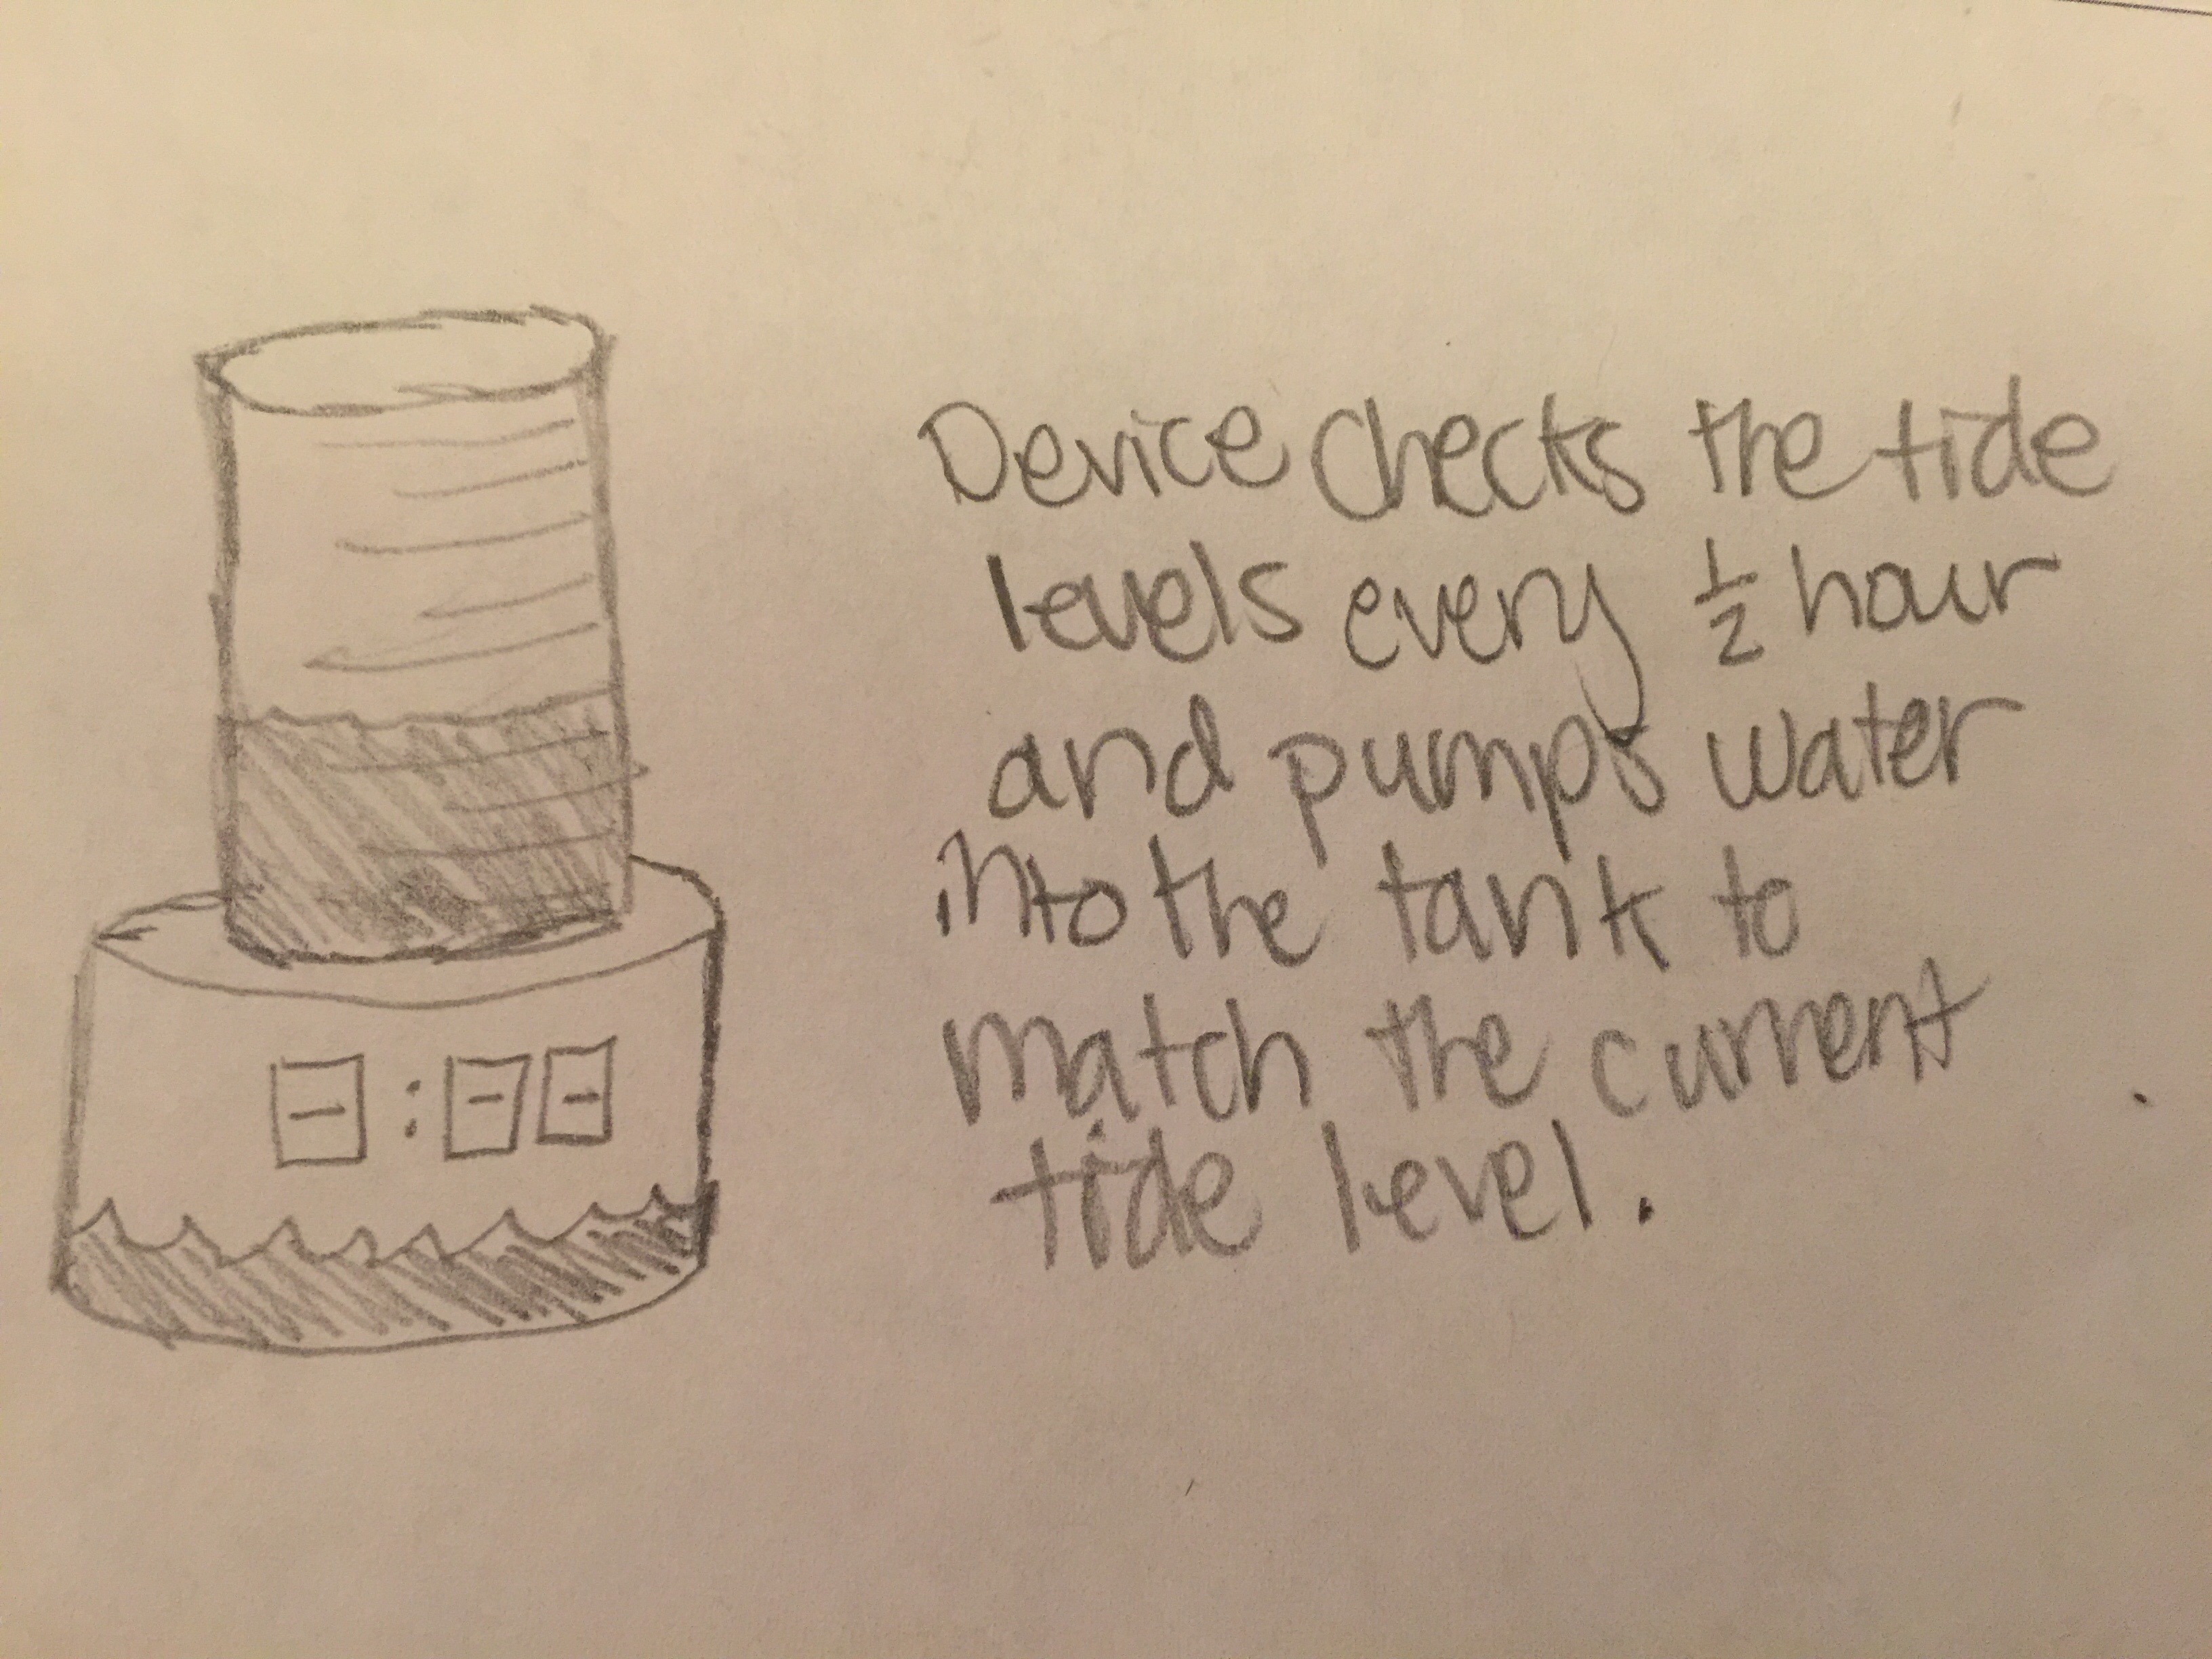 Device checks the tide
levels every 1/2 hour
and pumps water
into the tank to
match the current
tide level.